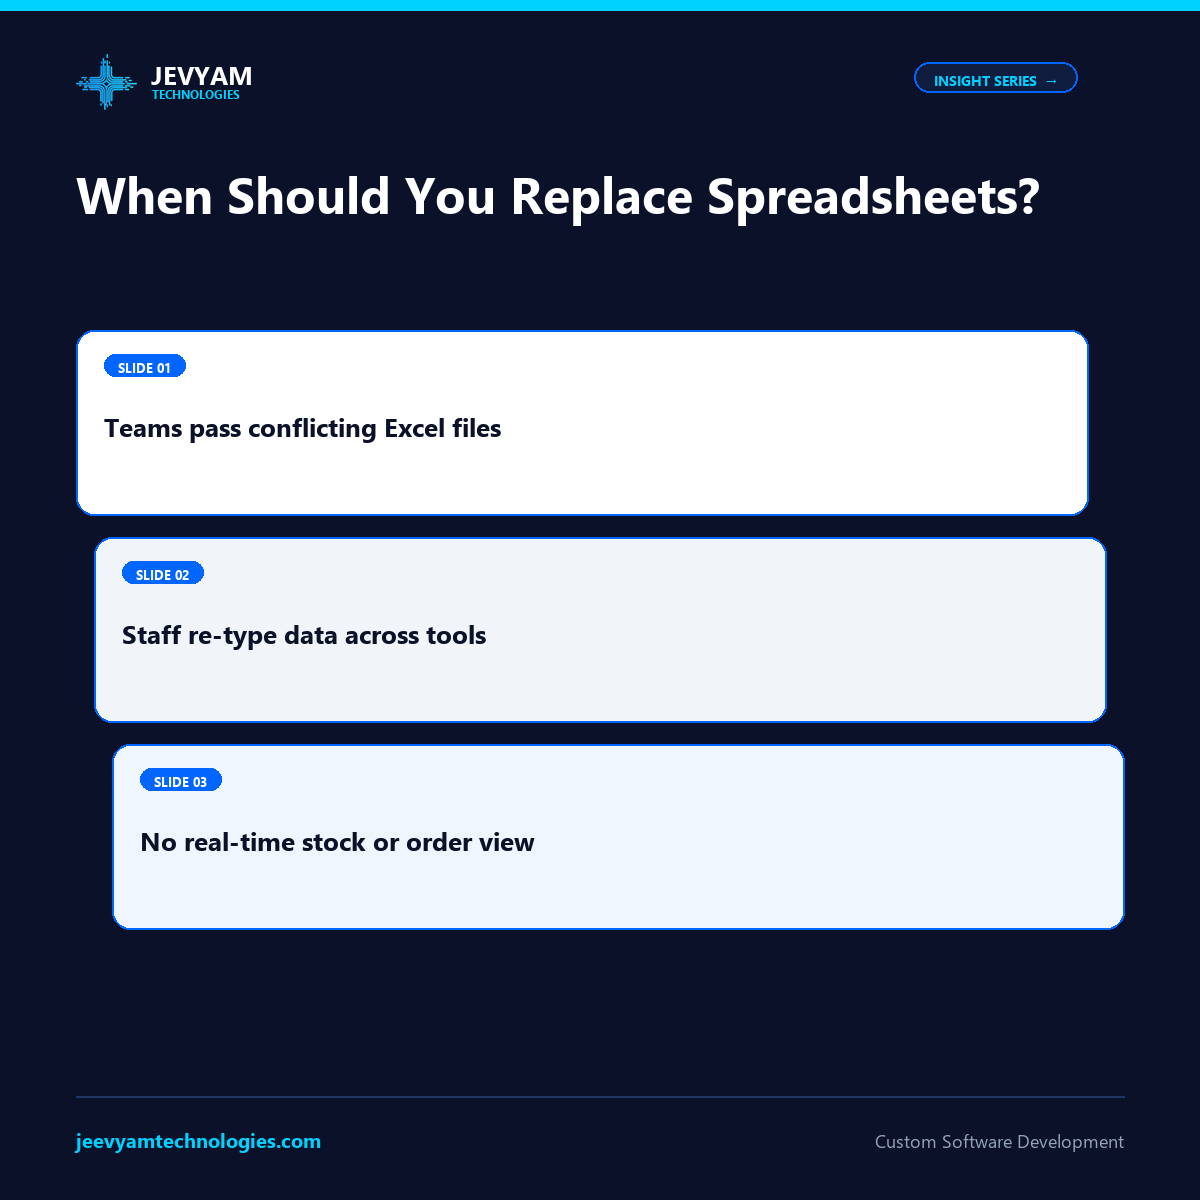 JEVYAM
TECHNOLOGIES
INSIGHT SERIES →
When Should You Replace Spreadsheets?
SLIDE 01
Teams pass conflicting Excel files
SLIDE 02
Staff re-type data across tools
SLIDE 03
No real-time stock or order view
jeevyamtechnologies.com
Custom Software Development